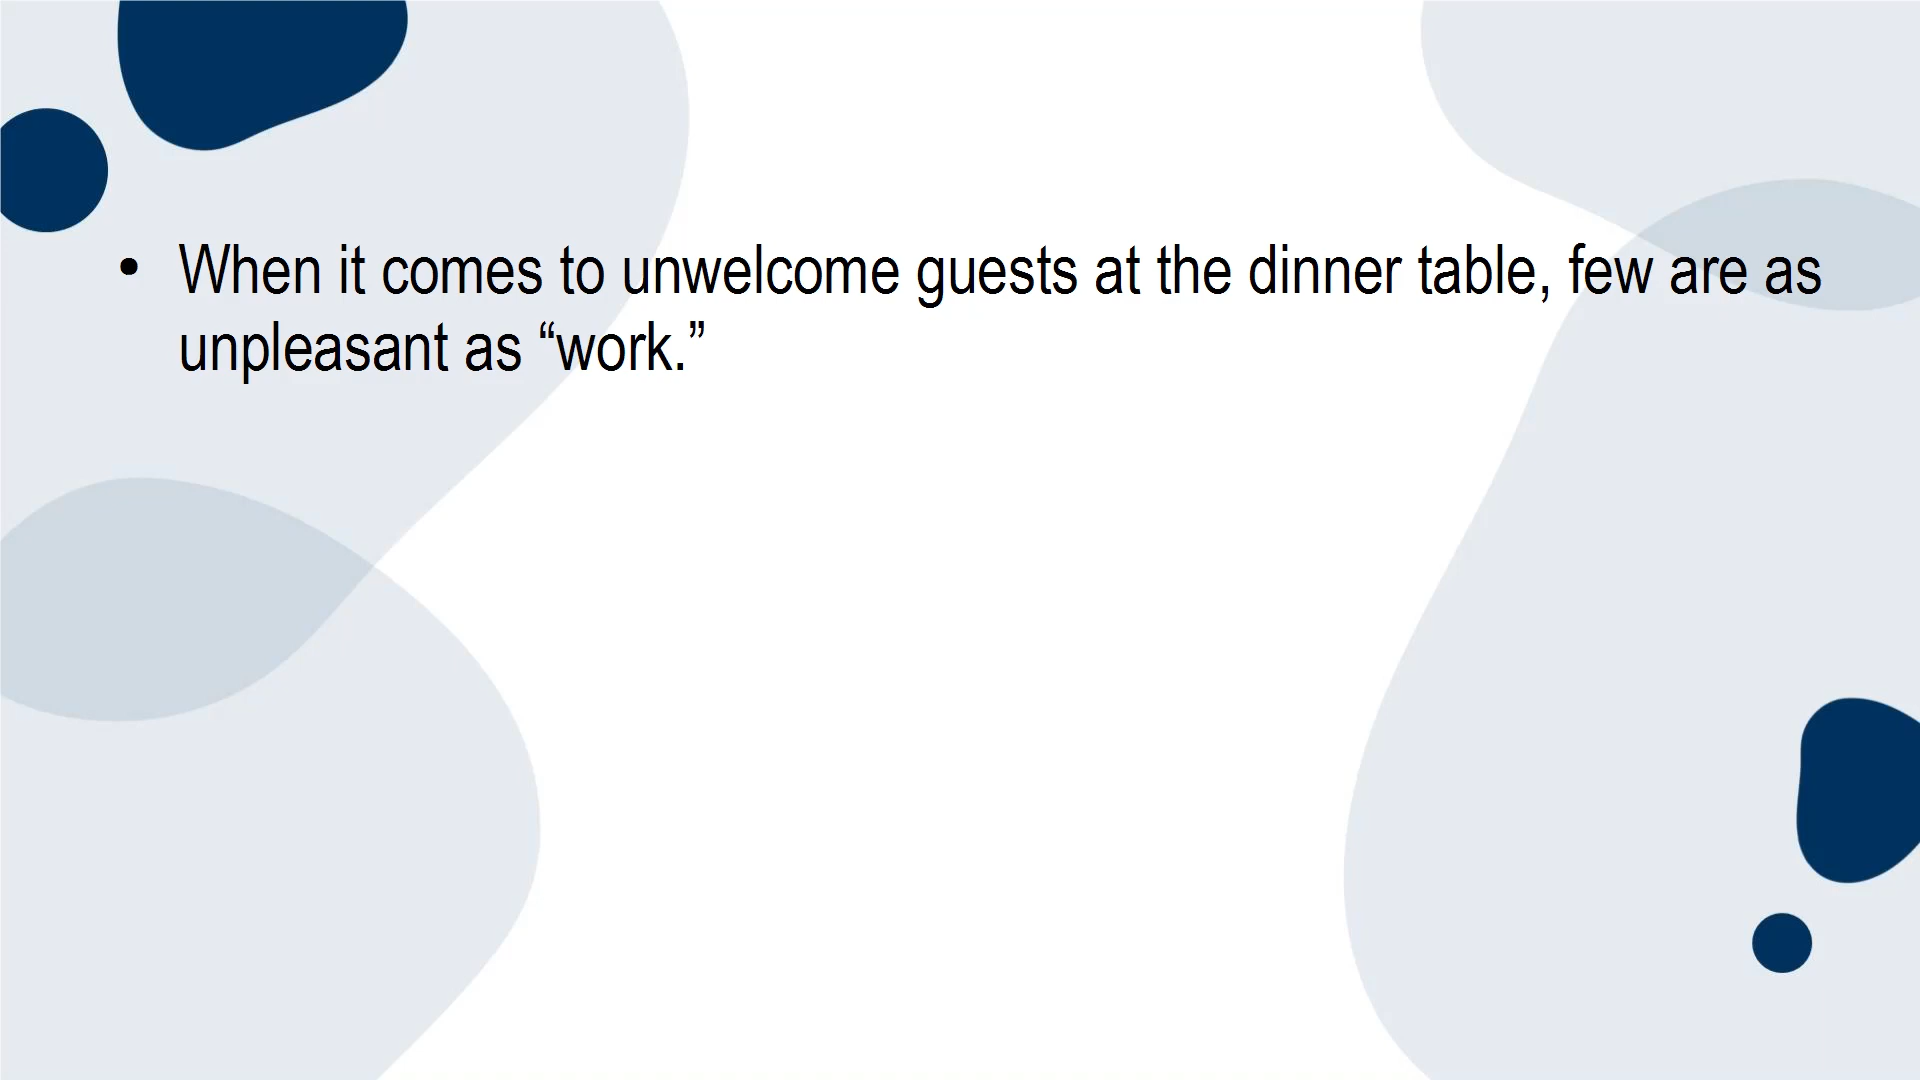 • When it comes to unwelcome guests at the dinner table, few are as
unpleasant as “work.”